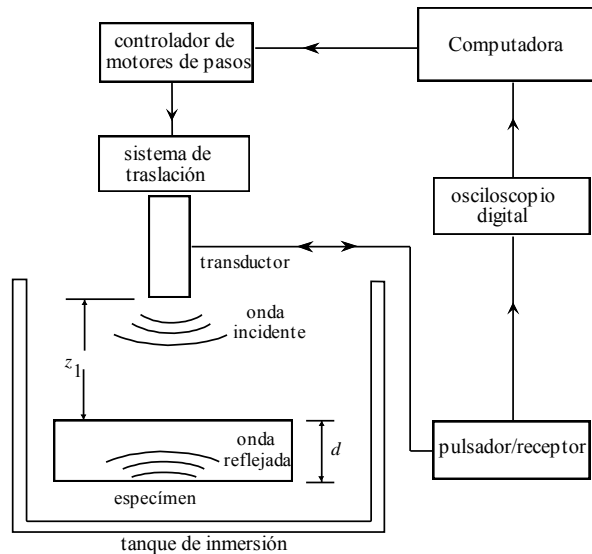 controlador de
motores de pasos
Computadora
sistema de
traslación
osciloscopio
digital
transductor
onda
incidente
z1
onda
reflejada
d
pulsador/receptor
espécimen
tanque de inmersión